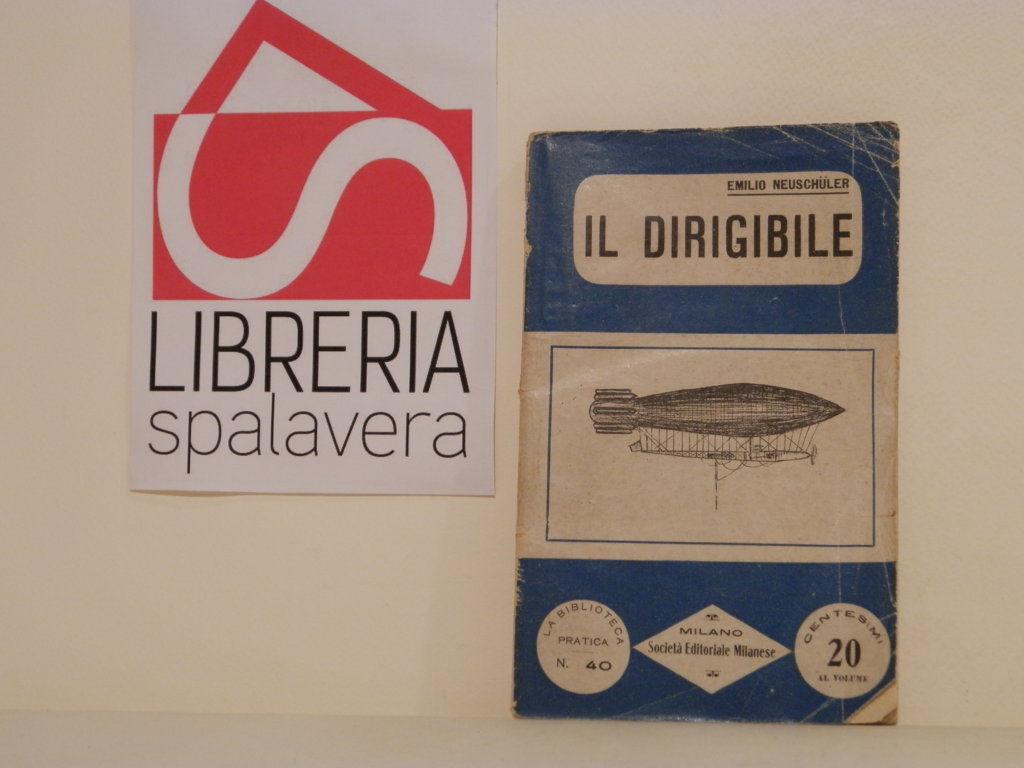 LIBRERIA
spalavera
EMILIO NEUSCHÜLER
IL DIRIGIBILE
LA BIBLIOTECA
PRATICA
N. 40
MILANO
Società Editoriale Milanese
CENTESIMI
20
AL VOLUME